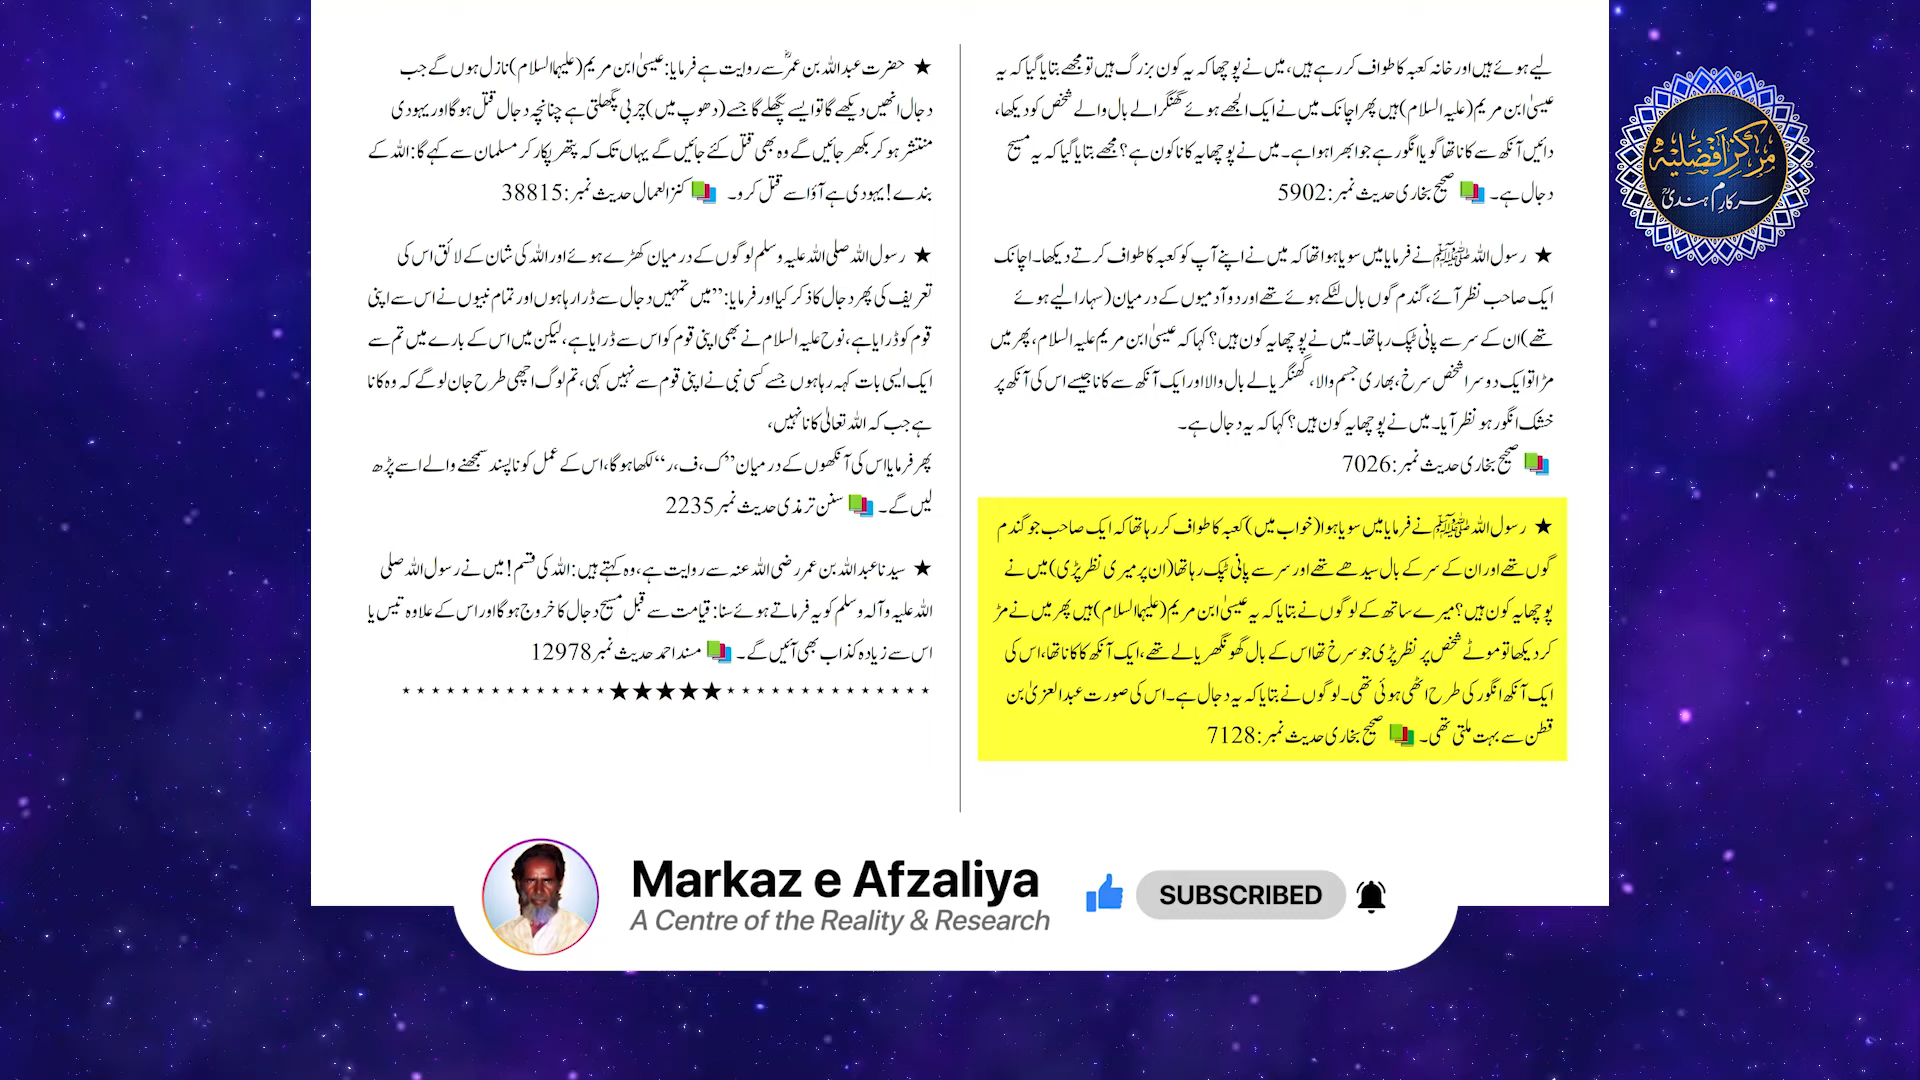 لیے ہوئے ہیں اور خانہ کعبہ کا طواف کر رہے ہیں، میں نے پوچھا کہ یہ کون بزرگ ہیں تو مجھے بتایا گیا کہ یہ
عیسیٰ ابن مریم (علیہ السلام) ہیں پھر اچانک میں نے ایک الجھے ہوئے گھنگرالے بال والے شخص کو دیکھا،
دائیں آنکھ سے کانا تھا گویا انگور ہے جو ابھرا ہوا ہے۔ میں نے پوچھا یہ کانا کون ہے؟ مجھے بتایا گیا کہ یہ مسیح
دجال ہے۔ صحیح بخاری حدیث نمبر: 5902
★ رسول اللہ ﷺ نے فرمایا میں سویا ہوا تھا کہ میں نے اپنے آپ کو کعبہ کا طواف کرتے دیکھا۔ اچانک
ایک صاحب نظر آئے، گندم گوں بال لٹکے ہوئے تھے اور دو آدمیوں کے درمیان (سہارا لیے ہوئے
تھے) ان کے سر سے پانی ٹپک رہا تھا۔ میں نے پوچھا یہ کون ہیں؟ کہا کہ عیسیٰ ابن مریم علیہ السلام، پھر میں
مڑا تو ایک دوسرا شخص سرخ، بھاری جسم والا، گھنگریالے بال والا اور ایک آنکھ سے کانا جیسے اس کی آنکھ پر
خشک انگور ہو نظر آیا۔ میں نے پوچھا یہ کون ہیں؟ کہا کہ یہ دجال ہے۔
صحیح بخاری حدیث نمبر: 7026
★ رسول اللہ ﷺ نے فرمایا میں سویا ہوا (خواب میں) کعبہ کا طواف کر رہا تھا کہ ایک صاحب جو گندم
گوں تھے اور ان کے سر کے بال سیدھے تھے اور سر سے پانی ٹپک رہا تھا (ان پر میری نظر پڑی) میں نے
پوچھا یہ کون ہیں؟ میرے ساتھ کے لوگوں نے بتایا کہ یہ عیسیٰ ابن مریم (علیہا السلام) ہیں پھر میں نے مڑ
کر دیکھا تو موٹے شخص پر نظر پڑی جو سرخ تھا اس کے بال گھونگھریالے تھے، ایک آنکھ کا کانا تھا، اس کی
ایک آنکھ انگور کی طرح اٹھی ہوئی تھی۔ لوگوں نے بتایا کہ یہ دجال ہے۔ اس کی صورت عبدالعزیٰ بن
قطن سے بہت ملتی تھی۔ صحیح بخاری حدیث نمبر: 7128
★ حضرت عبداللہ بن عمرؓ سے روایت ہے فرمایا: عیسیٰ ابن مریم (علیہا السلام) نازل ہوں گے جب
دجال انھیں دیکھے گا تو ایسے پگھلے گا جسے (دھوپ میں) چربی پگھلتی ہے چنانچہ دجال قتل ہوگا اور یہودی
منتشر ہو کر بکھر جائیں گے وہ بھی قتل کئے جائیں گے یہاں تک کہ پتھر پکار کر مسلمان سے کہے گا: اللہ کے
بندے! یہودی ہے آؤ اسے قتل کرو۔ کنزالعمال حدیث نمبر: 38815
★ رسول اللہ صلی اللہ علیہ وسلم لوگوں کے درمیان کھڑے ہوئے اور اللہ کی شان کے لائق اس کی
تعریف کی پھر دجال کا ذکر کیا اور فرمایا: ”میں تمہیں دجال سے ڈرا رہا ہوں اور تمام نبیوں نے اس سے اپنی
قوم کو ڈرایا ہے، نوح علیہ السلام نے بھی اپنی قوم کو اس سے ڈرایا ہے، لیکن میں اس کے بارے میں تم سے
ایک ایسی بات کہہ رہا ہوں جسے کسی نبی نے اپنی قوم سے نہیں کہی، تم لوگ اچھی طرح جان لو گے کہ وہ کانا
ہے جب کہ اللہ تعالیٰ کانا نہیں،
پھر فرمایا اس کی آنکھوں کے درمیان ”ک، ف، ر“ لکھا ہوگا، اس کے عمل کو ناپسند سمجھنے والے اسے پڑھ
لیں گے۔ سنن ترمذی حدیث نمبر 2235
★ سیدنا عبداللہ بن عمر رضی اللہ عنہ سے روایت ہے، وہ کہتے ہیں: اللہ کی قسم! میں نے رسول اللہ صلی
اللہ علیہ وآلہ وسلم کو یہ فرماتے ہوئے سنا: قیامت سے قبل مسیح دجال کا خروج ہوگا اور اس کے علاوہ تیس یا
اس سے زیادہ کذاب بھی آئیں گے۔ مسند احمد حدیث نمبر 12978
★★★★★
مرکز افضلیہ
سرکارِ م ہندیؒ
Markaz e Afzaliya
A Centre of the Reality & Research
SUBSCRIBED